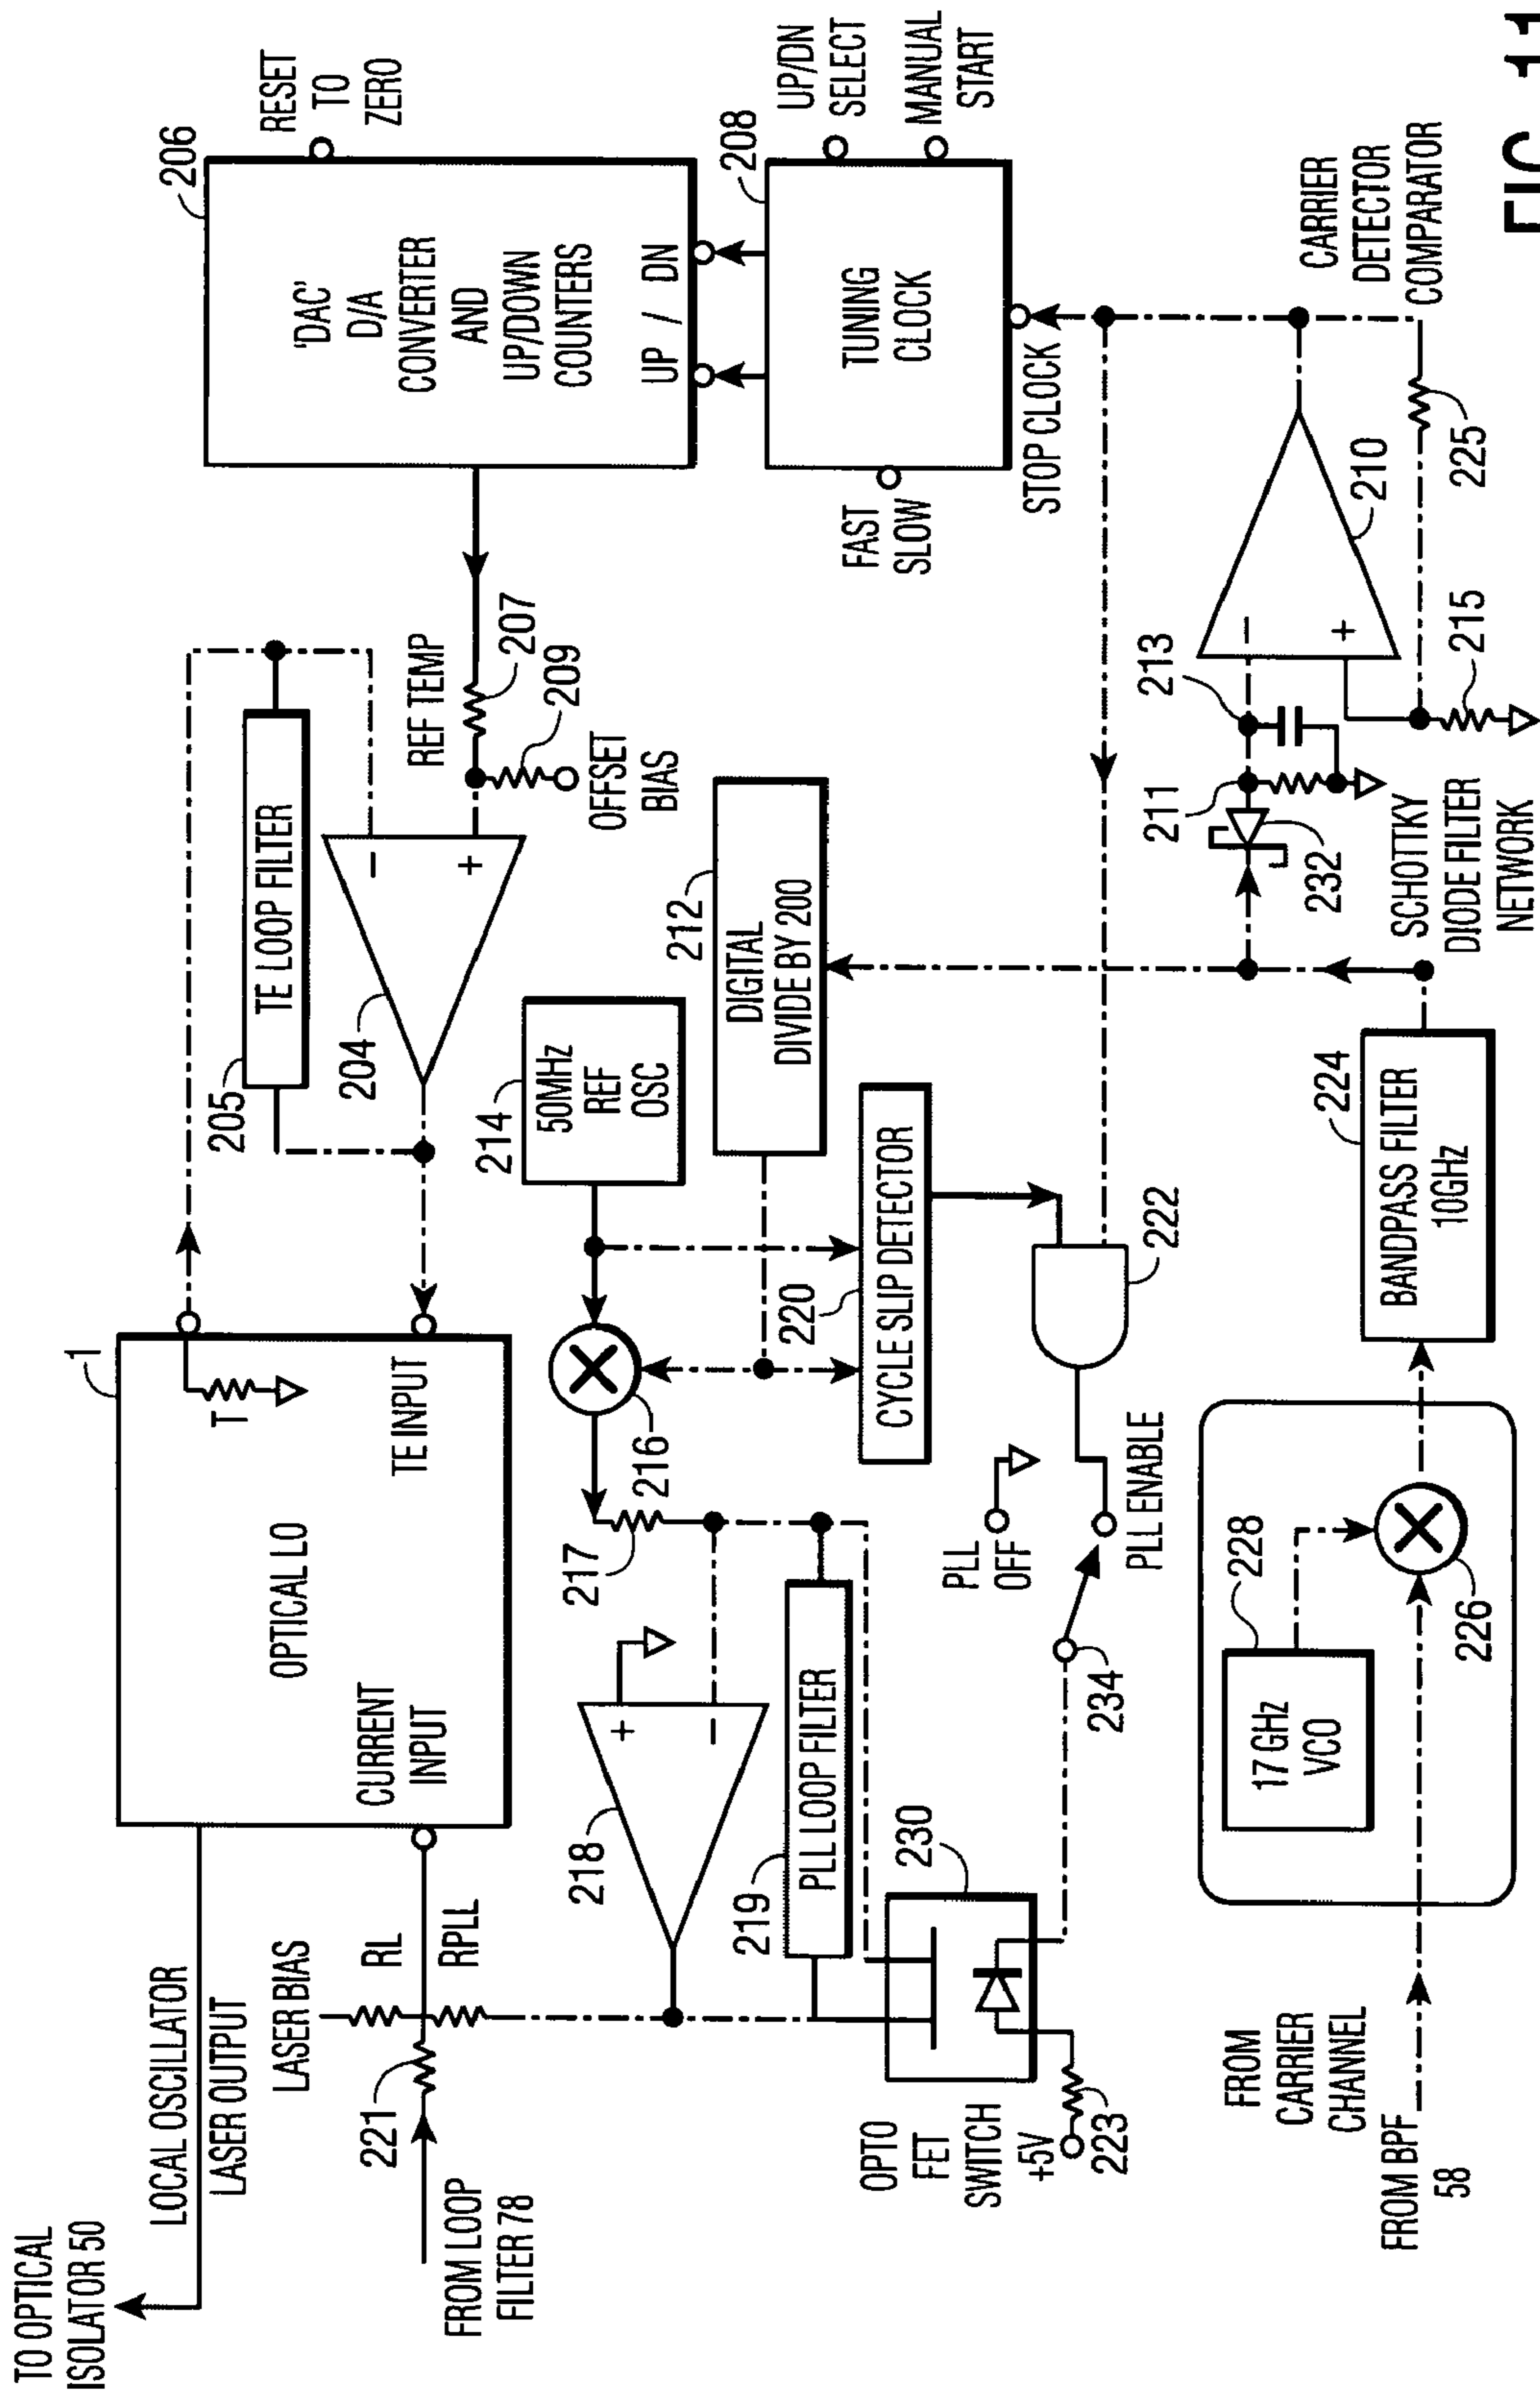 TO OPTICAL
ISOLATOR 50
LOCAL OSCILLATOR
LASER OUTPUT
LASER BIAS
RL
RPLL
221
FROM LOOP
FILTER 78
1
OPTICAL LO
CURRENT
INPUT
T
TE INPUT
205
TE LOOP FILTER
204
−
+
REF TEMP
207
209
OFFSET
BIAS
206
'DAC'
D/A
CONVERTER
AND
UP/DOWN
COUNTERS
UP / DN
RESET
TO
ZERO
208
TUNING
CLOCK
FAST
SLOW
UP/DN
SELECT
MANUAL
START
STOP CLOCK
214
50MHz
REF
OSC
212
DIGITAL
DIVIDE BY 200
216
217
218
+
−
219
PLL LOOP FILTER
220
CYCLE SLIP DETECTOR
222
230
OPTO
FET
SWITCH
+5V
223
PLL
OFF
PLL ENABLE
234
FROM
CARRIER
CHANNEL
FROM BPF
58
17 GHz
VCO
228
226
224
BANDPASS FILTER
10GHz
211
213
232
SCHOTTKY
DIODE FILTER
NETWORK
−
+
210
215
225
CARRIER
DETECTOR
COMPARATOR
FIG. 11